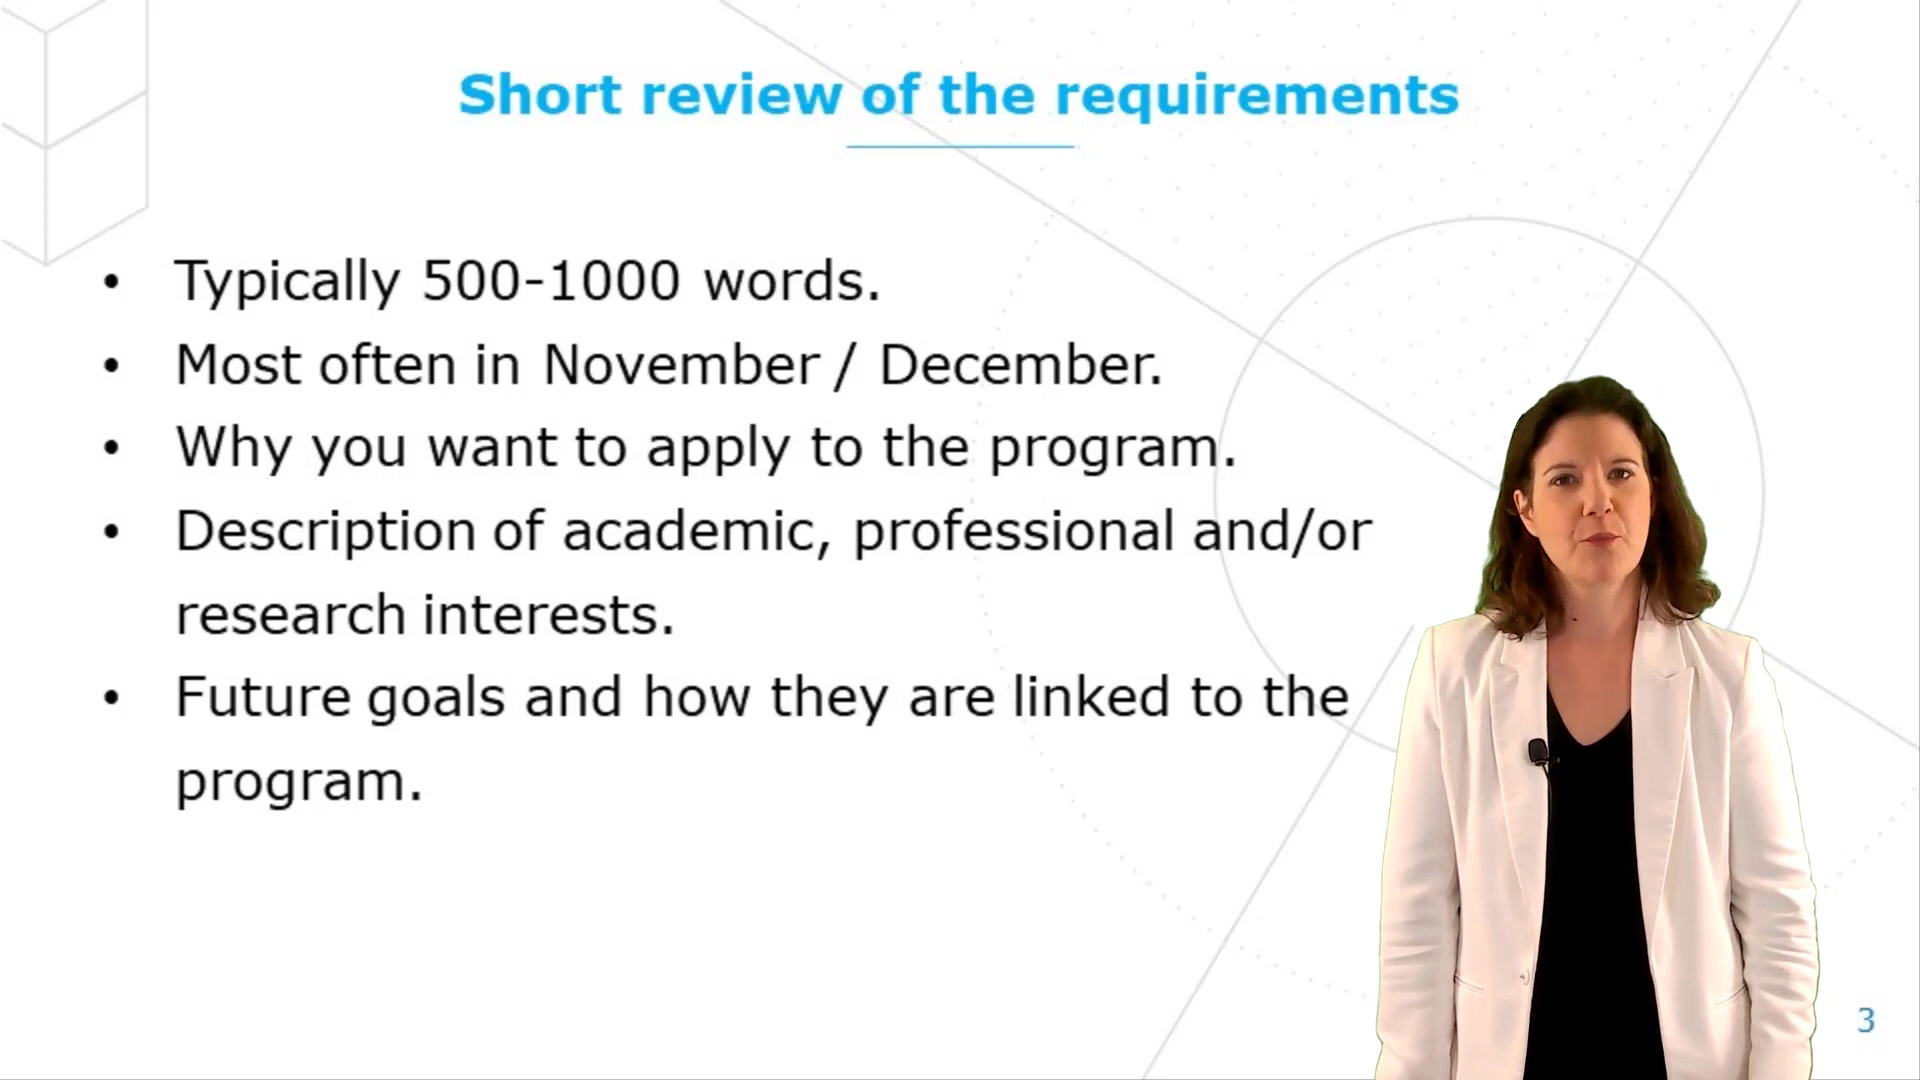 Short review of the requirements
• Typically 500-1000 words.
• Most often in November / December.
• Why you want to apply to the program.
• Description of academic, professional and/or
research interests.
• Future goals and how they are linked to the
program.
3